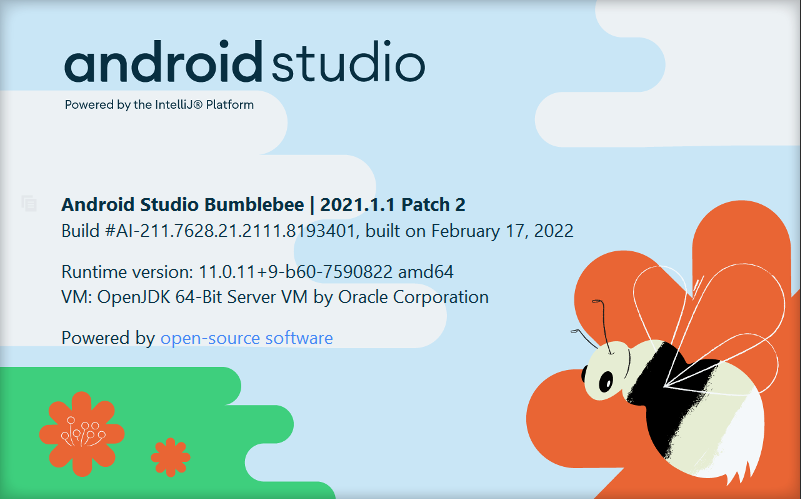 androidstudio
Powered by the IntelliJ® Platform
Android Studio Bumblebee | 2021.1.1 Patch 2
Build #AI-211.7628.21.2111.8193401, built on February 17, 2022
Runtime version: 11.0.11+9-b60-7590822 amd64
VM: OpenJDK 64-Bit Server VM by Oracle Corporation
Powered by open-source software